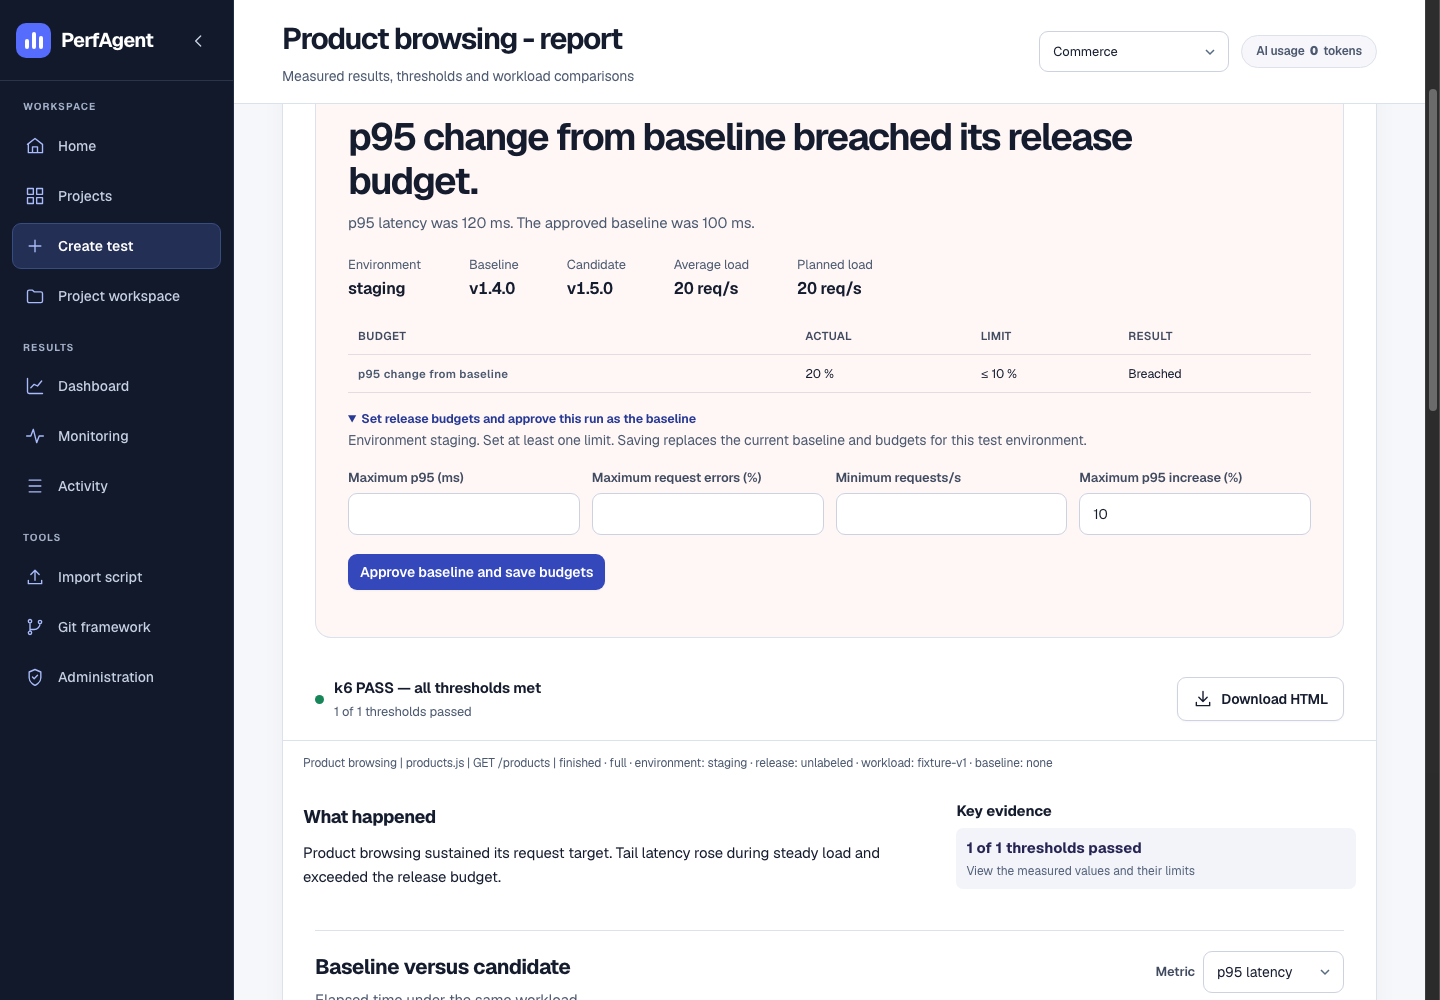 PerfAgent
WORKSPACE
Home
Projects
Create test
Project workspace
RESULTS
Dashboard
Monitoring
Activity
TOOLS
Import script
Git framework
Administration
Product browsing - report
Measured results, thresholds and workload comparisons
Commerce
AI usage 0 tokens
p95 change from baseline breached its release
budget.
p95 latency was 120 ms. The approved baseline was 100 ms.
Environment Baseline Candidate Average load Planned load
staging v1.4.0 v1.5.0 20 req/s 20 req/s
BUDGET ACTUAL LIMIT RESULT
p95 change from baseline 20 % ≤ 10 % Breached
▼ Set release budgets and approve this run as the baseline
Environment staging. Set at least one limit. Saving replaces the current baseline and budgets for this test environment.
Maximum p95 (ms) Maximum request errors (%) Minimum requests/s Maximum p95 increase (%)
10
Approve baseline and save budgets
k6 PASS — all thresholds met
1 of 1 thresholds passed
Download HTML
Product browsing | products.js | GET /products | finished · full · environment: staging · release: unlabeled · workload: fixture-v1 · baseline: none
What happened
Product browsing sustained its request target. Tail latency rose during steady load and
exceeded the release budget.
Key evidence
1 of 1 thresholds passed
View the measured values and their limits
Baseline versus candidate
Metric p95 latency
Elapsed time under the same workload